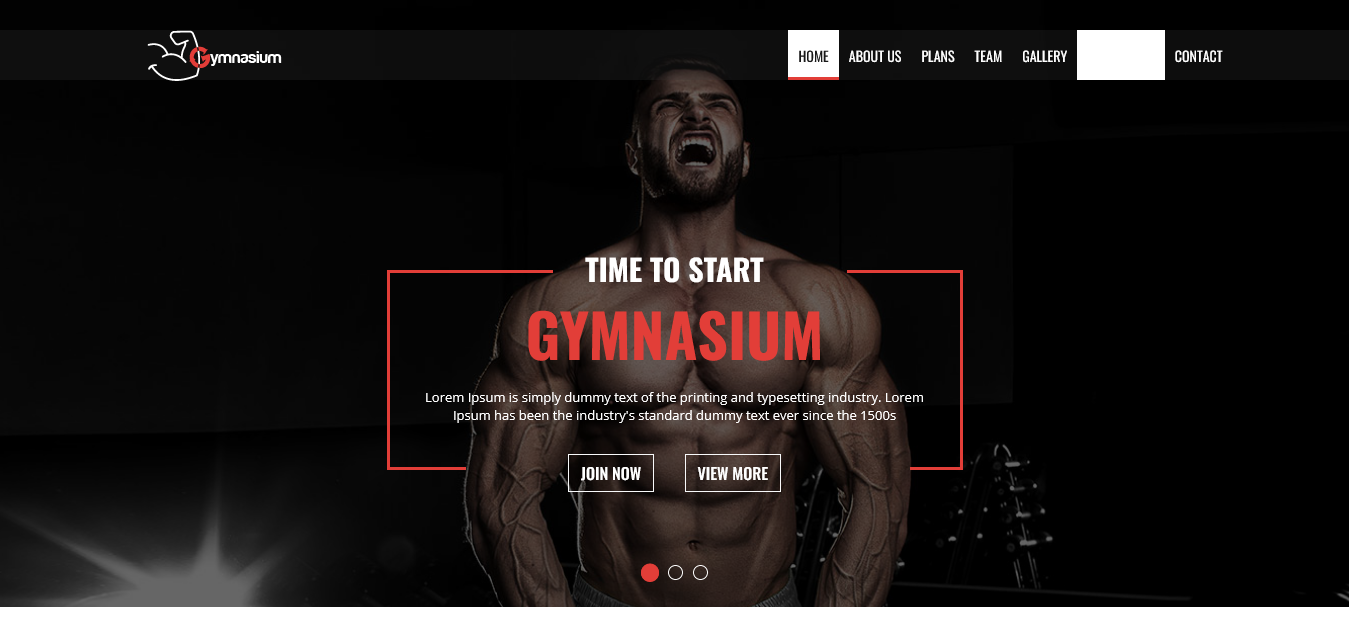 Gymnasium
HOME ABOUT US PLANS TEAM GALLERY CONTACT
TIME TO START
GYMNASIUM
Lorem Ipsum is simply dummy text of the printing and typesetting industry. Lorem
Ipsum has been the industry's standard dummy text ever since the 1500s
JOIN NOW VIEW MORE